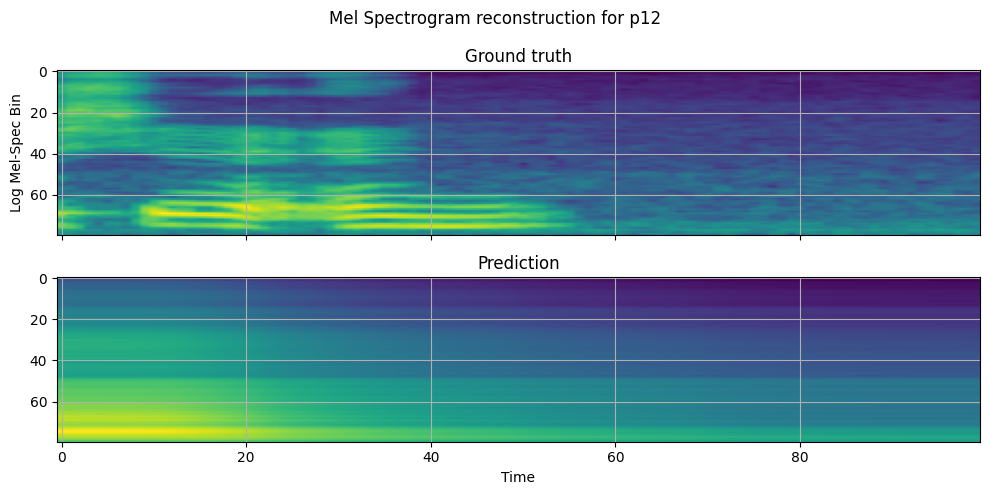 Mel Spectrogram reconstruction for p12
Ground truth
0
20
40
60
Log Mel-Spec Bin
Prediction
0
20
40
60
0 20 40 60 80
Time